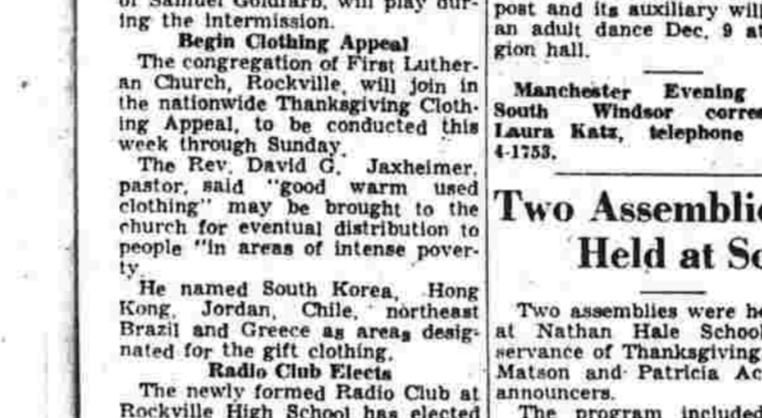 of Samuel Goldfarb, will play dur-
ing the intermission.
Begin Clothing Appeal
The congregation of First Luther-
an Church, Rockville, will join in
the nationwide Thanksgiving Cloth-
ing Appeal, to be conducted this
week through Sunday.
The Rev. David G. Jaxheimer,
pastor, said "good warm used
clothing" may be brought to the
church for eventual distribution to
people "in areas of intense pover-
ty.
He named South Korea, Hong
Kong, Jordan, Chile, northeast
Brazil and Greece as areas desig-
nated for the gift clothing.
Radio Club Elects
The newly formed Radio Club at
Rockville High School has elected
post and its auxiliary will
an adult dance Dec. 9 at
gion hall.
Manchester Evening
South Windsor corre
Laura Katz, telephone
4-1753.
Two Assemblie
Held at Sc
Two assemblies were he
at Nathan Hale School
servance of Thanksgiving
Matson and Patricia Ac
announcers.
The program included